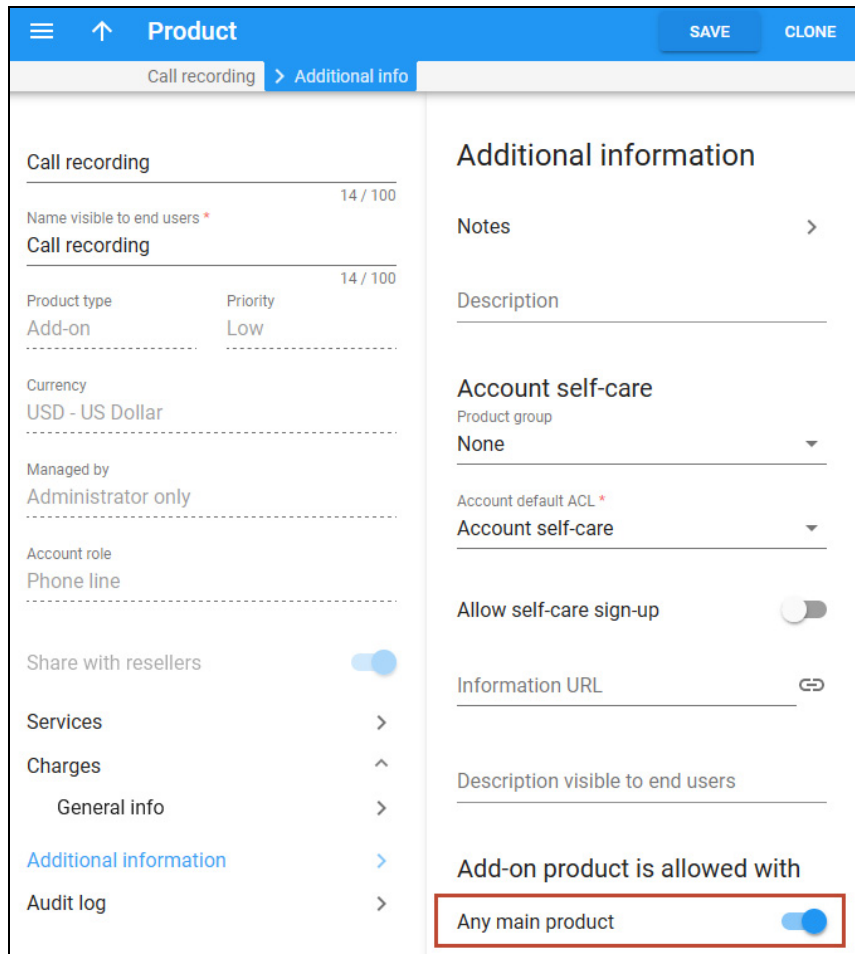 Product
SAVE
CLONE
Call recording
Additional info
Call recording
14 / 100
Name visible to end users *
Call recording
14 / 100
Product type
Priority
Add-on
Low
Currency
USD - US Dollar
Managed by
Administrator only
Account role
Phone line
Share with resellers
Services
Charges
General info
Additional information
Audit log
Additional information
Notes
Description
Account self-care
Product group
None
Account default ACL *
Account self-care
Allow self-care sign-up
Information URL
Description visible to end users
Add-on product is allowed with
Any main product